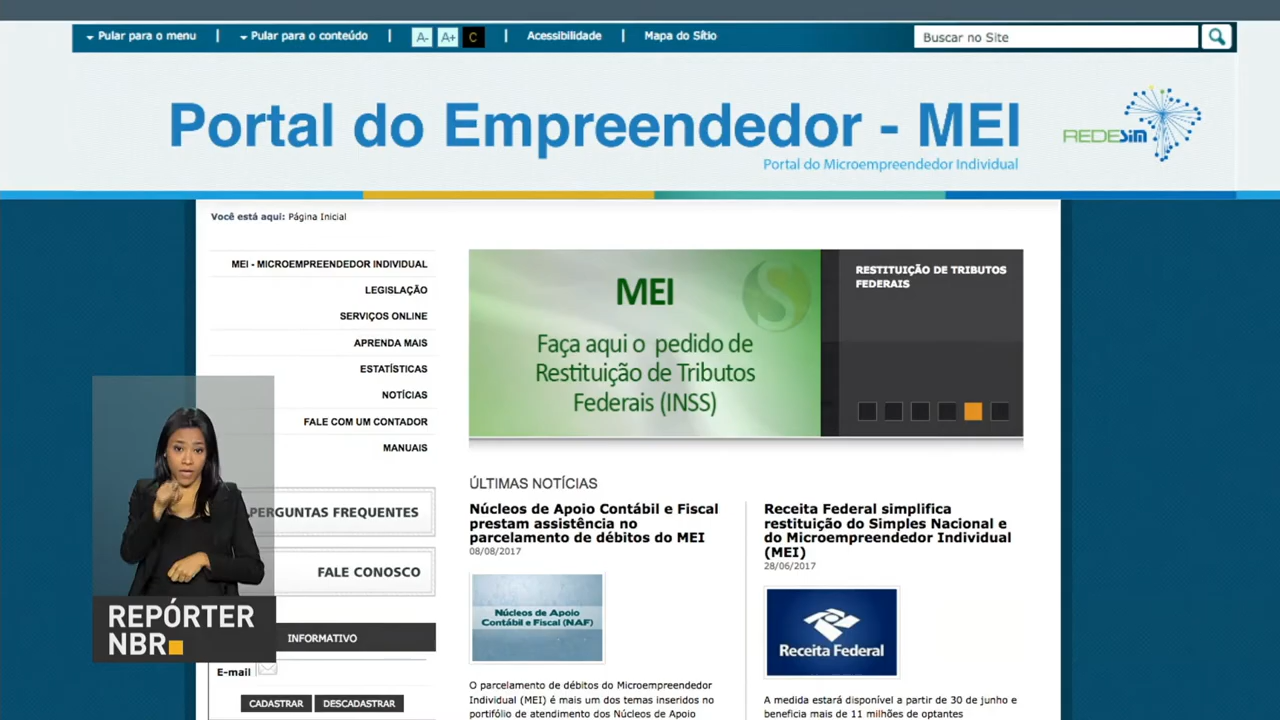 Pular para o menu | Pular para o conteúdo | A- A+ C | Acessibilidade | Mapa do Sítio
Buscar no Site
Portal do Empreendedor - MEI
Portal do Microempreendedor Individual
REDESIM
Você está aqui: Página Inicial
MEI - MICROEMPREENDEDOR INDIVIDUAL
LEGISLAÇÃO
SERVIÇOS ONLINE
APRENDA MAIS
ESTATÍSTICAS
NOTÍCIAS
FALE COM UM CONTADOR
MANUAIS
PERGUNTAS FREQUENTES
FALE CONOSCO
INFORMATIVO
E-mail
CADASTRAR
DESCADASTRAR
REPÓRTER
NBR
MEI
Faça aqui o pedido de
Restituição de Tributos
Federais (INSS)
RESTITUIÇÃO DE TRIBUTOS
FEDERAIS
ÚLTIMAS NOTÍCIAS
Núcleos de Apoio Contábil e Fiscal
prestam assistência no
parcelamento de débitos do MEI
08/08/2017
Núcleos de Apoio
Contábil e Fiscal (NAF)
O parcelamento de débitos do Microempreendedor
Individual (MEI) é mais um dos temas inseridos no
portifólio de atendimento dos Núcleos de Apoio
Receita Federal simplifica
restituição do Simples Nacional e
do Microempreendedor Individual
(MEI)
28/06/2017
Receita Federal
A medida estará disponível a partir de 30 de junho e
beneficia mais de 11 milhões de optantes